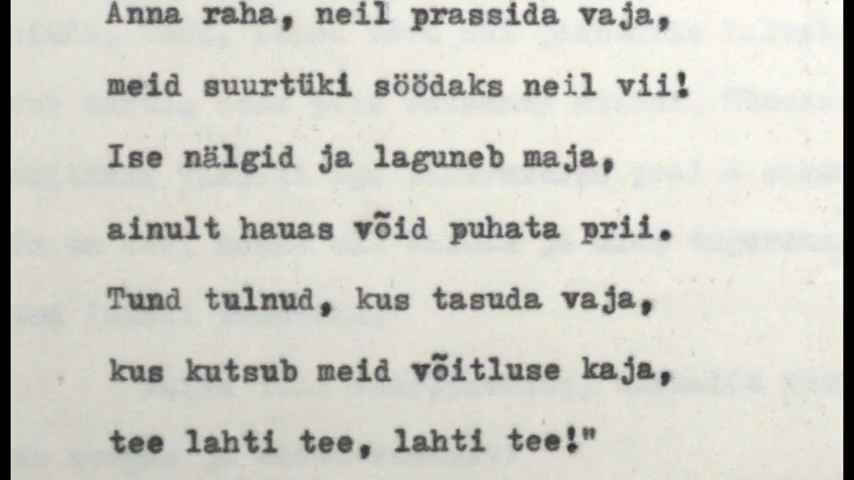 Anna raha, neil prassida vaja,
meid suurtüki söödaks neil vii!
Ise nälgid ja laguneb maja,
ainult hauas võid puhata prii.
Tund tulnud, kus tasuda vaja,
kus kutsub meid võitluse kaja,
tee lahti tee, lahti tee!"